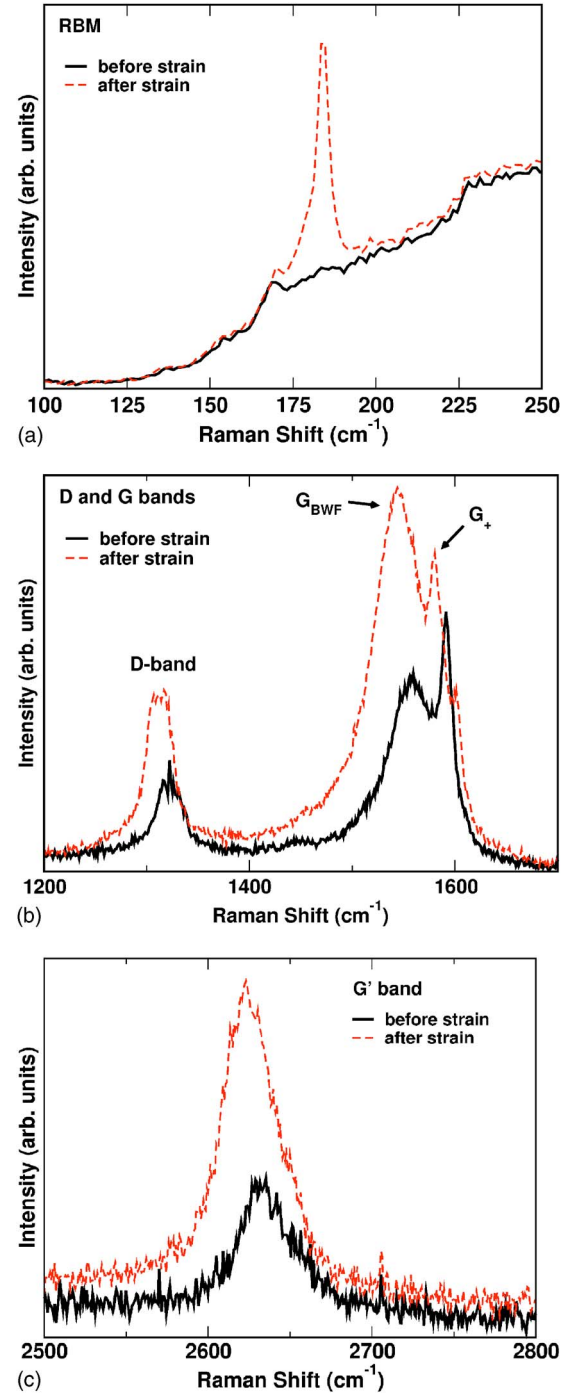 RBM
before strain
after strain
Intensity (arb. units)
100 125 150 175 200 225 250
(a) Raman Shift (cm-1)
D and G bands
before strain
after strain
GBWF
G+
D-band
Intensity (arb. units)
1200 1400 1600
(b) Raman Shift (cm-1)
G' band
before strain
after strain
Intensity (arb. units)
2500 2600 2700 2800
(c) Raman Shift (cm-1)